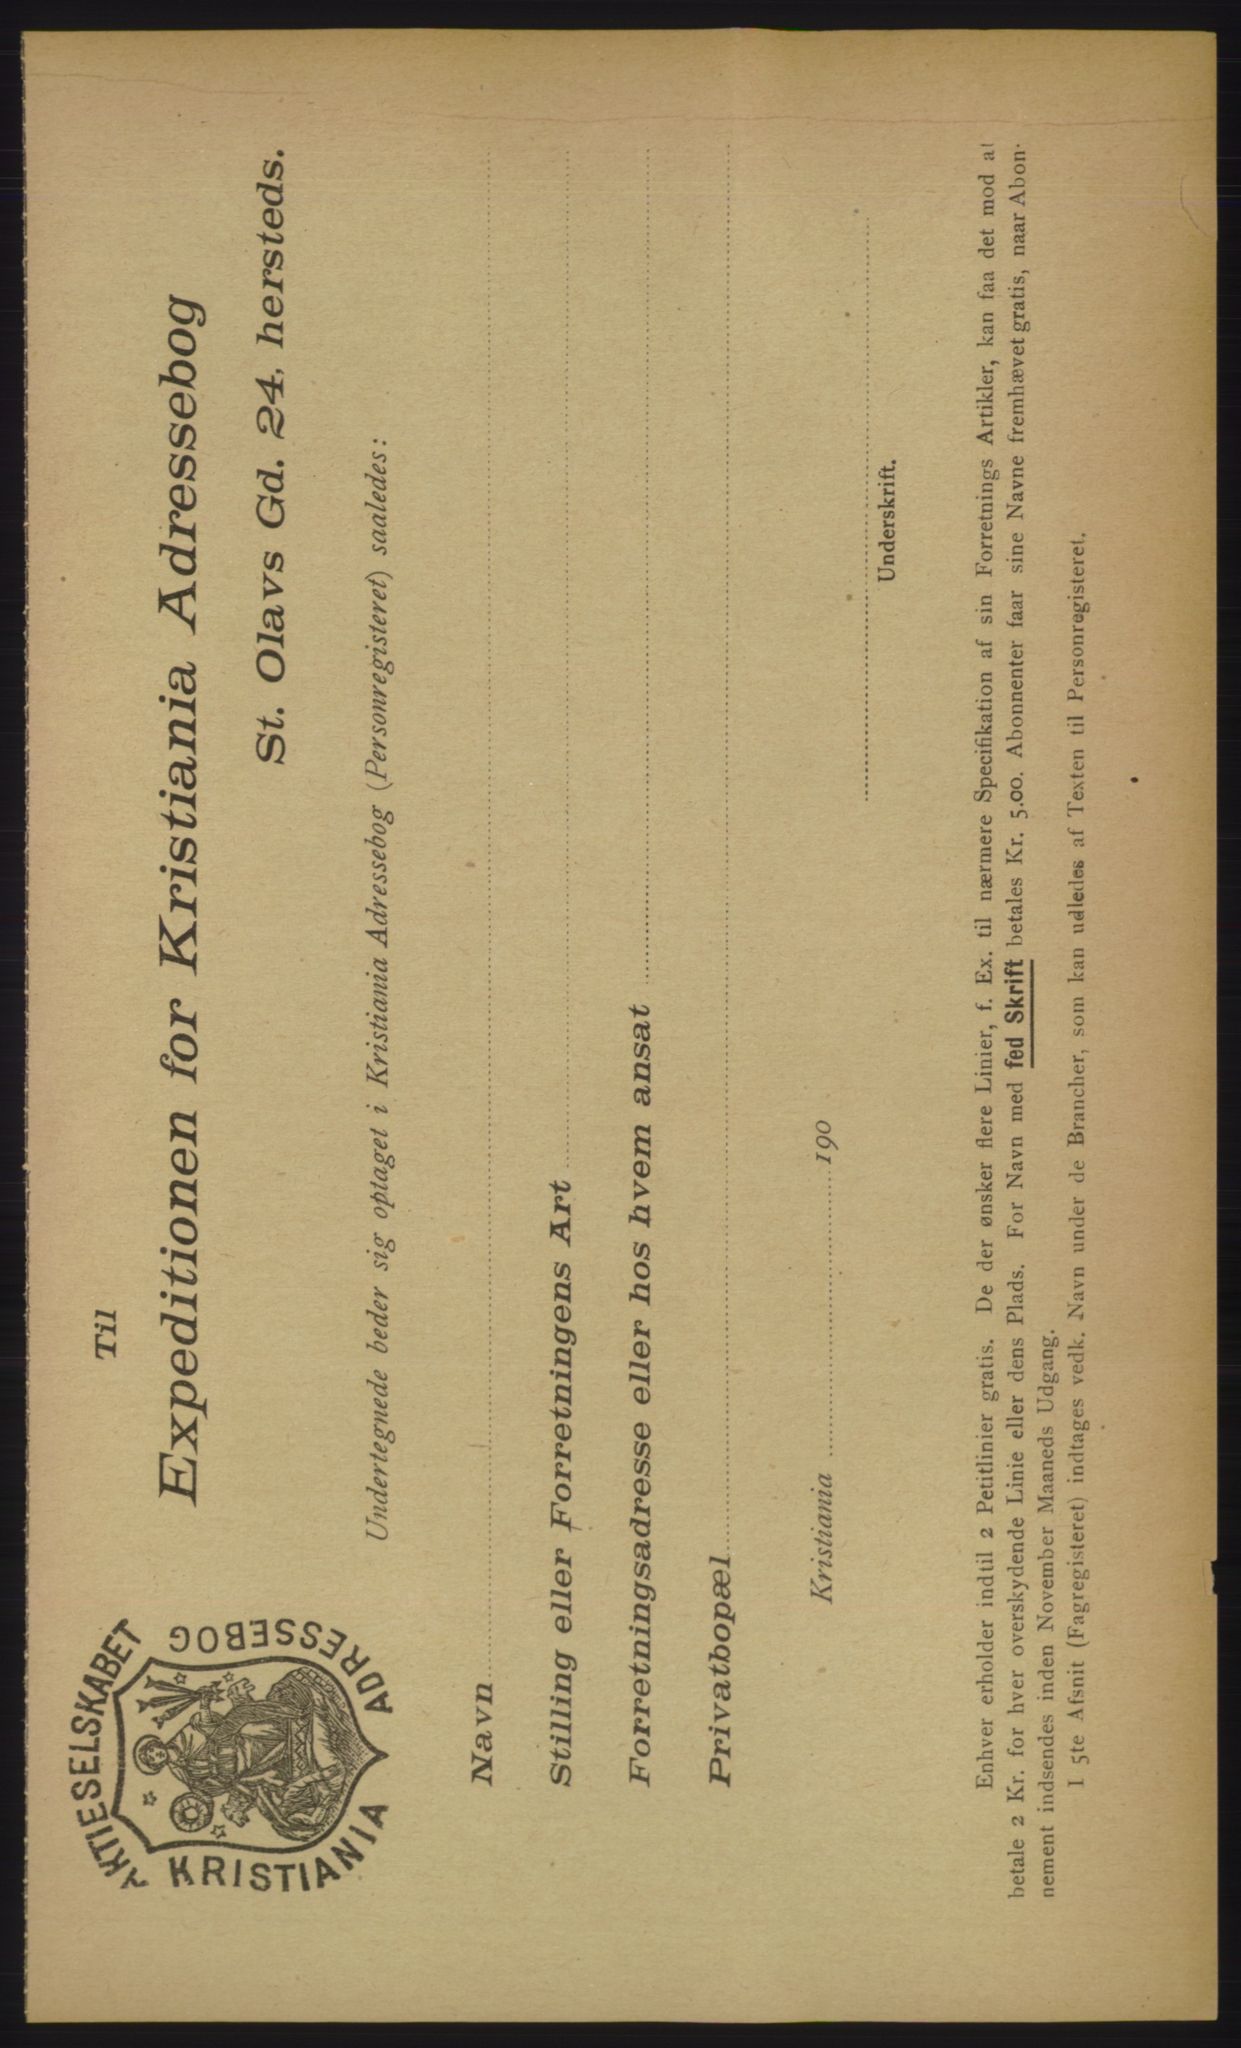 AKTIESELSKABET
KRISTIANIA ADRESSEBOG
Til
Expeditionen for Kristiania Adressebog
St. Olavs Gd. 24, hersteds.
Undertegnede beder sig optaget i Kristiania Adressebog (Personregisteret) saaledes:
Navn
Stilling eller Forretningens Art
Forretningsadresse eller hos hvem ansat
Privatbopæl
Kristiania 190
Underskrift.
Enhver erholder indtil 2 Petitlinier gratis. De der ønsker flere Linier, f. Ex. til nærmere Specifikation af sin Forretnings Artikler, kan faa det mod at
betale 2 Kr. for hver overskydende Linie eller dens Plads. For Navn med fed Skrift betales Kr. 5.00. Abonnenter faar sine Navne fremhævet gratis, naar Abon-
nement indsendes inden November Maaneds Udgang.
I 5te Afsnit (Fagregisteret) indtages vedk. Navn under de Brancher, som kan udledes af Texten til Personregisteret.